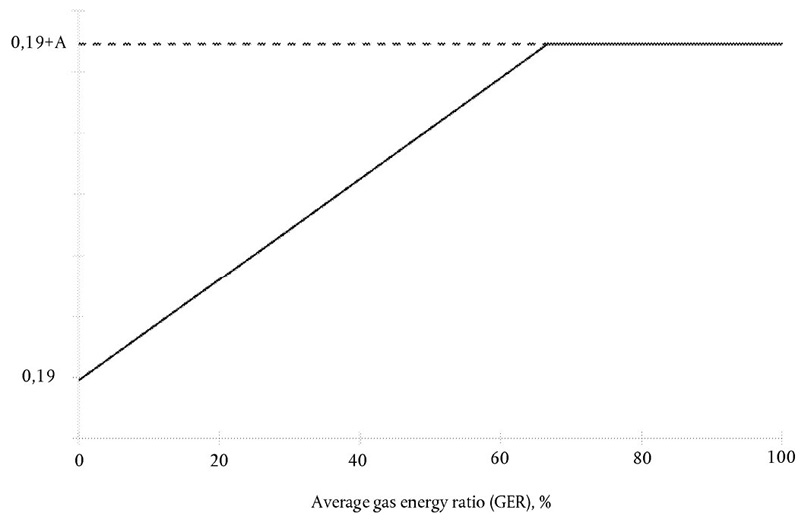 0,19+A
0,19
0 20 40 60 80 100
Average gas energy ratio (GER), %